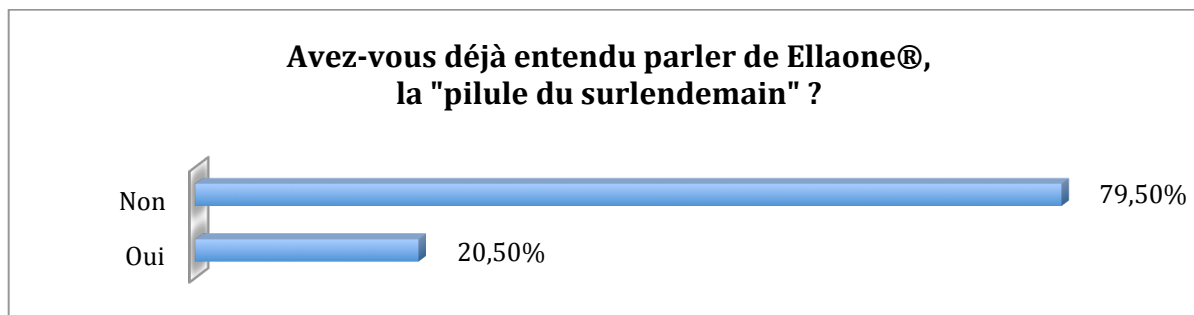 Avez-vous déjà entendu parler de Ellaone®,
la "pilule du surlendemain" ?
Non 79,50%
Oui 20,50%